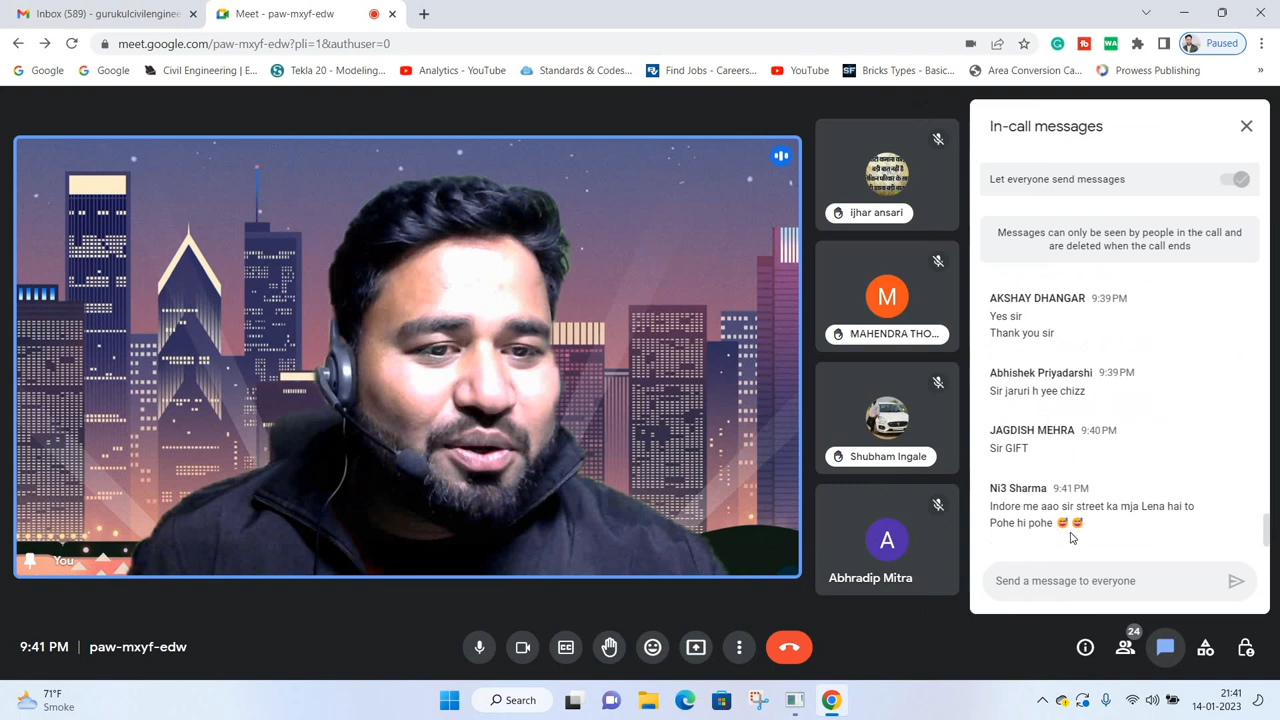 Inbox (589) - gurukulcivilengine
Meet - paw-mxyf-edw
meet.google.com/paw-mxyf-edw?pli=1&authuser=0
Paused
Google
Google
Civil Engineering | E...
Tekla 20 - Modeling...
Analytics - YouTube
Standards & Codes...
Find Jobs - Careers...
YouTube
Bricks Types - Basic...
Area Conversion Ca...
Prowess Publishing
»
You
ijhar ansari
M
MAHENDRA THO...
Shubham Ingale
A
Abhradip Mitra
In-call messages
Let everyone send messages
Messages can only be seen by people in the call and
are deleted when the call ends
AKSHAY DHANGAR 9:39 PM
Yes sir
Thank you sir
Abhishek Priyadarshi 9:39 PM
Sir jaruri h yee chizz
JAGDISH MEHRA 9:40 PM
Sir GIFT
Ni3 Sharma 9:41 PM
Indore me aao sir street ka mja Lena hai to
Pohe hi pohe 😅 😅
Send a message to everyone
9:41 PM | paw-mxyf-edw
24
71°F
Smoke
Search
21:41
14-01-2023